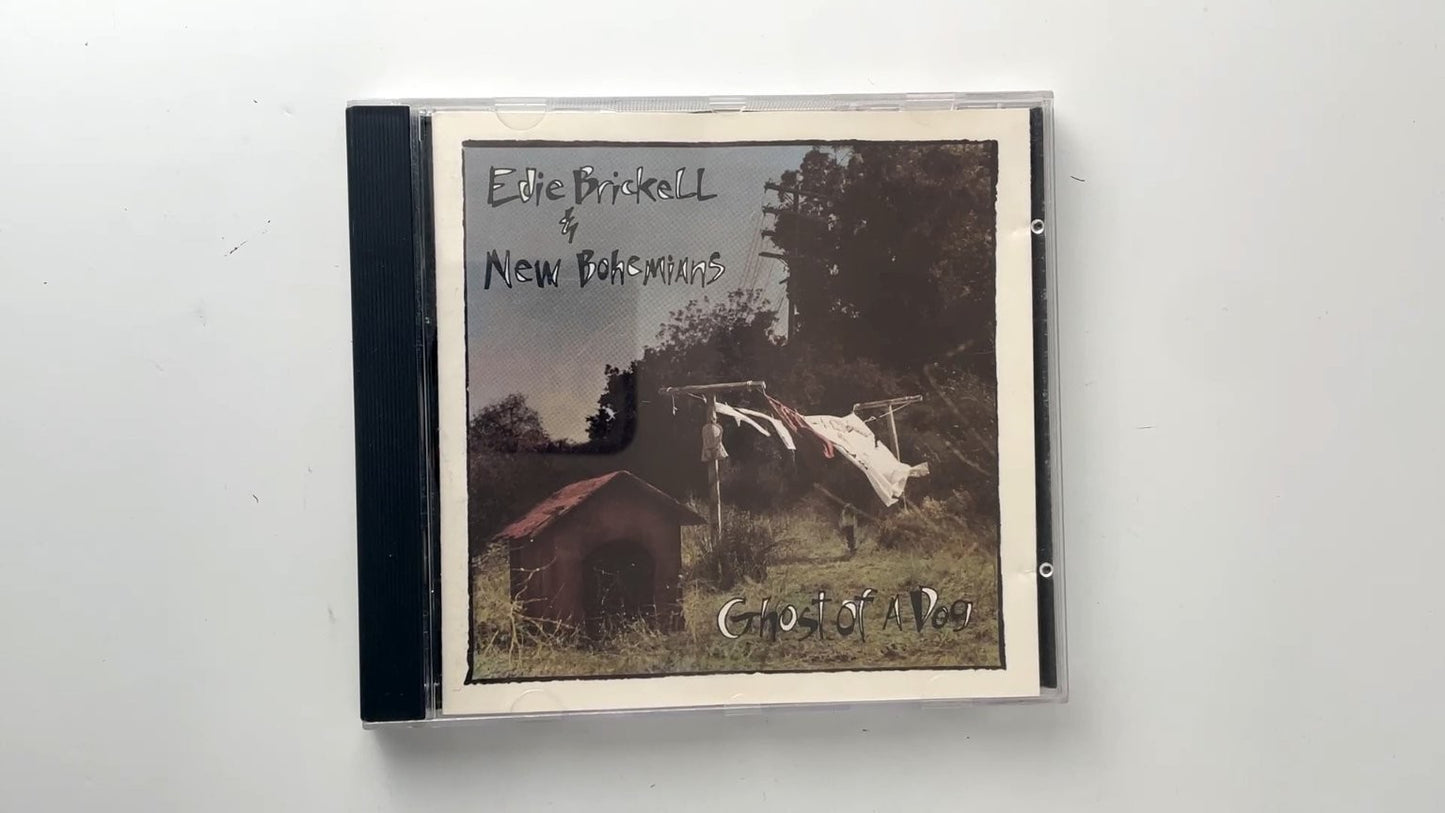 Edie Brickell
&
New Bohemians
Ghost of A Dog